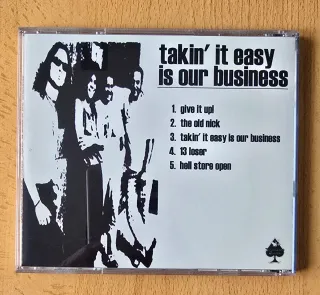 takin' it easy
is our business
1. give it up!
2. the old nick
3. takin' it easy is our business
4. 13 loser
5. hell store open